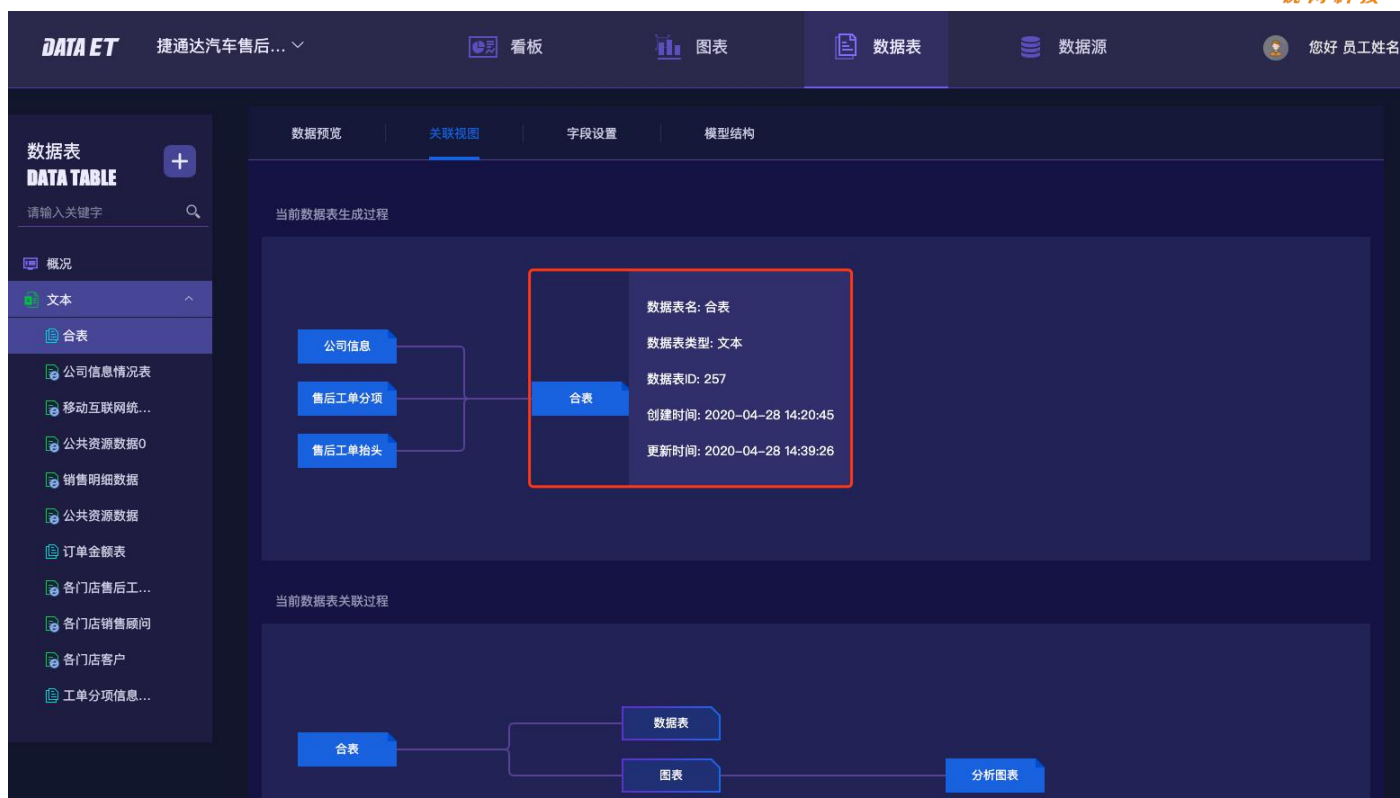 DATA ET
捷通达汽车售后...
看板
图表
数据表
数据源
您好 员工姓名
数据表
DATA TABLE
请输入关键字
概况
文本
合表
公司信息情况表
移动互联网统...
公共资源数据0
销售明细数据
公共资源数据
订单金额表
各门店售后工...
各门店销售顾问
各门店客户
工单分项信息...
数据预览
关联视图
字段设置
模型结构
当前数据表生成过程
公司信息
售后工单分项
售后工单抬头
合表
数据表名: 合表
数据表类型: 文本
数据表ID: 257
创建时间: 2020-04-28 14:20:45
更新时间: 2020-04-28 14:39:26
当前数据表关联过程
合表
数据表
图表
分析图表